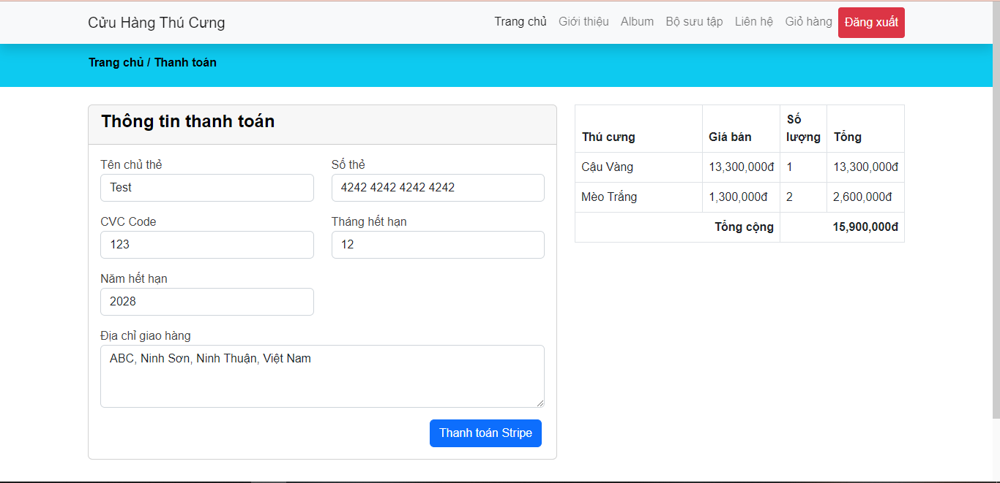 Cửu Hàng Thú Cưng
Trang chủ Giới thiệu Album Bộ sưu tập Liên hệ Giỏ hàng Đăng xuất
Trang chủ / Thanh toán
Thông tin thanh toán
Tên chủ thẻ Số thẻ
Test 4242 4242 4242 4242
CVC Code Tháng hết hạn
123 12
Năm hết hạn
2028
Địa chỉ giao hàng
ABC, Ninh Sơn, Ninh Thuận, Việt Nam
Thanh toán Stripe
Thú cưng Giá bán Số lượng Tổng
Cậu Vàng 13,300,000đ 1 13,300,000đ
Mèo Trắng 1,300,000đ 2 2,600,000đ
Tổng cộng 15,900,000đ